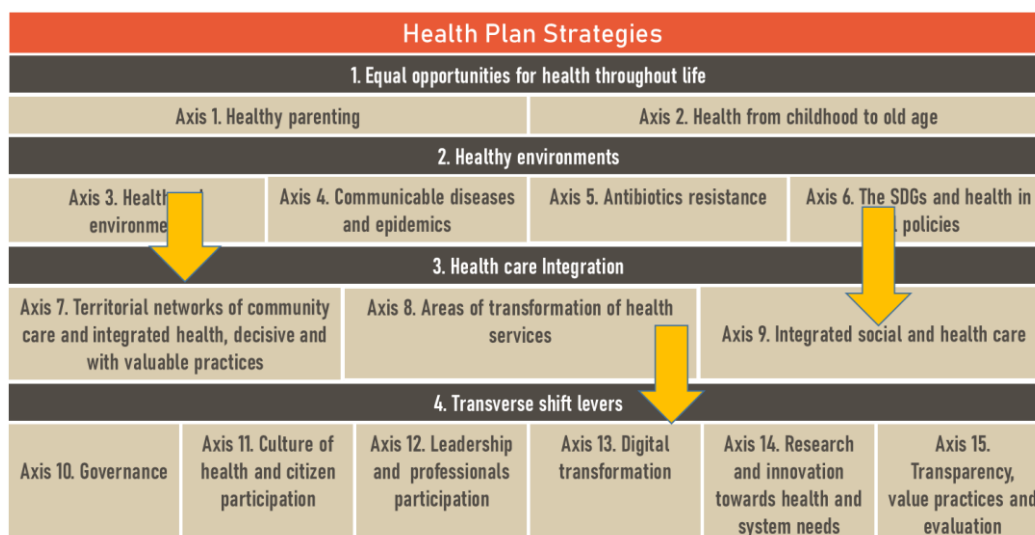 Health Plan Strategies
1. Equal opportunities for health throughout life
Axis 1. Healthy parenting
Axis 2. Health from childhood to old age
2. Healthy environments
Axis 3. Health
environme
Axis 4. Communicable diseases
and epidemics
Axis 5. Antibiotics resistance
Axis 6. The SDGs and health in
policies
3. Health care Integration
Axis 7. Territorial networks of community
care and integrated health, decisive and
with valuable practices
Axis 8. Areas of transformation of health
services
Axis 9. Integrated social and health care
4. Transverse shift levers
Axis 10. Governance
Axis 11. Culture of
health and citizen
participation
Axis 12. Leadership
and professionals
participation
Axis 13. Digital
transformation
Axis 14. Research
and innovation
towards health and
system needs
Axis 15.
Transparency,
value practices and
evaluation